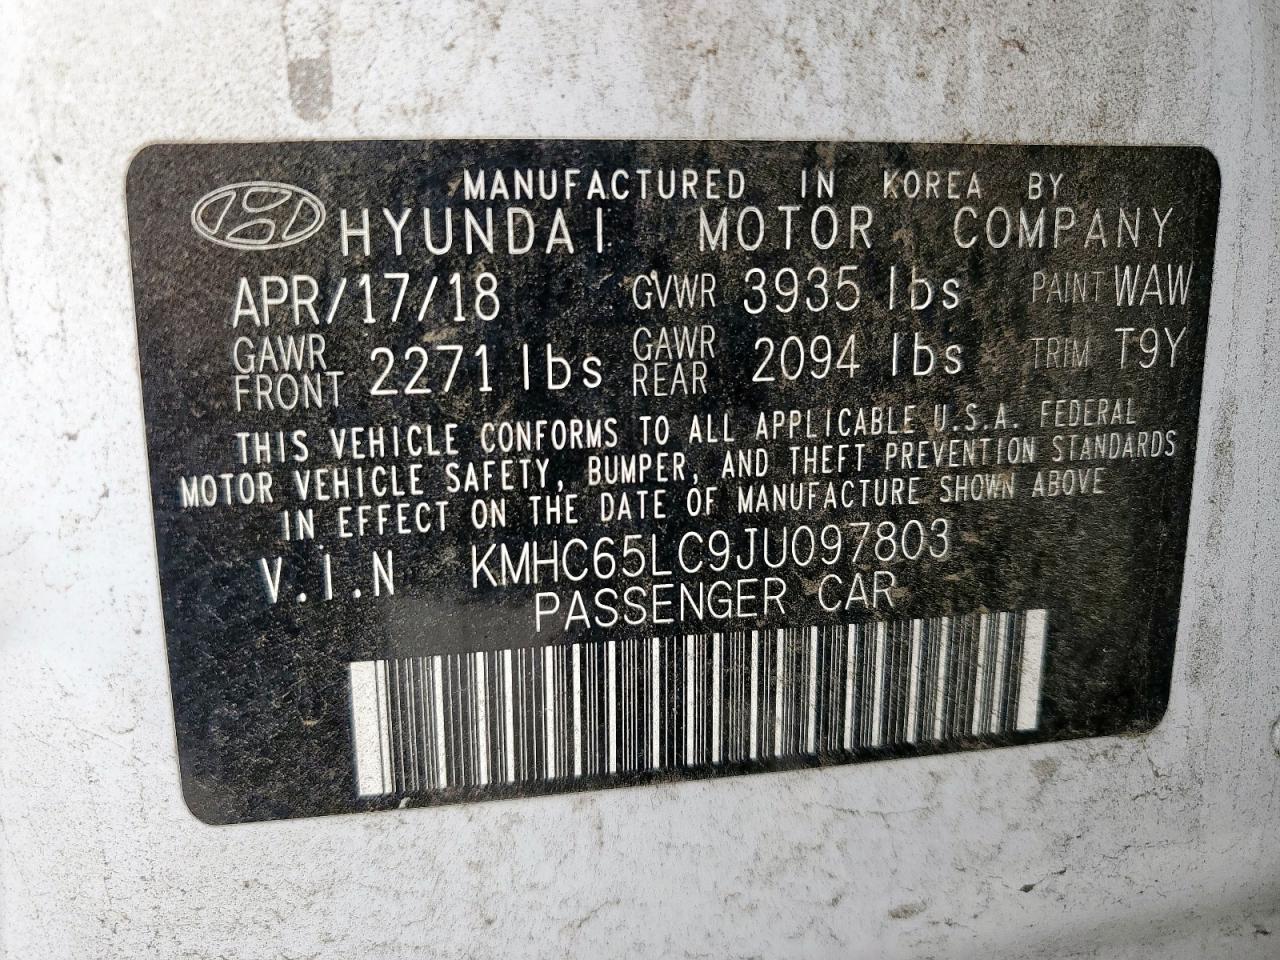 MANUFACTURED IN KOREA BY
HYUNDAI MOTOR COMPANY
APR/17/18 GVWR 3935 lbs PAINT WAW
GAWR FRONT 2271 lbs GAWR REAR 2094 lbs TRIM T9Y
THIS VEHICLE CONFORMS TO ALL APPLICABLE U.S.A. FEDERAL
MOTOR VEHICLE SAFETY, BUMPER, AND THEFT PREVENTION STANDARDS
IN EFFECT ON THE DATE OF MANUFACTURE SHOWN ABOVE
V.I.N KMHC65LC9JU097803
PASSENGER CAR